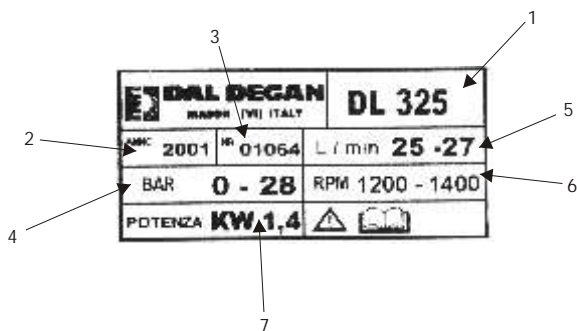 1
3
DAL DEGAN
MASON (VI) ITALY
DL 325
2
ANNO 2001
NR 01064
L / min 25 -27
5
BAR 0 - 28
RPM 1200 - 1400
4
6
POTENZA KW 1,4
7